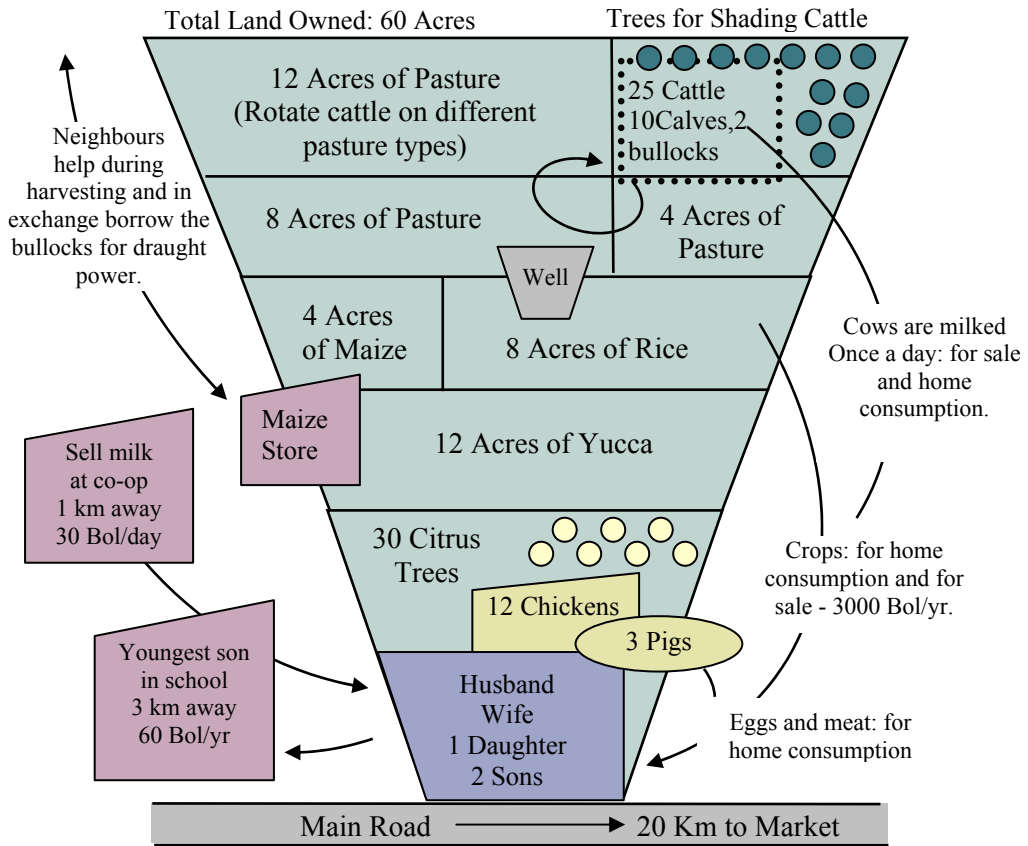 Total Land Owned: 60 Acres
Trees for Shading Cattle
12 Acres of Pasture
(Rotate cattle on different
pasture types)
25 Cattle
10Calves,2
bullocks
Neighbours
help during
harvesting and in
exchange borrow the
bullocks for draught
power.
8 Acres of Pasture
4 Acres of
Pasture
Well
4 Acres
of Maize
8 Acres of Rice
Cows are milked
Once a day: for sale
and home
consumption.
Maize
Store
12 Acres of Yucca
Sell milk
at co-op
1 km away
30 Bol/day
30 Citrus
Trees
Crops: for home
consumption and for
sale - 3000 Bol/yr.
12 Chickens
3 Pigs
Youngest son
in school
3 km away
60 Bol/yr
Husband
Wife
1 Daughter
2 Sons
Eggs and meat: for
home consumption
Main Road
20 Km to Market